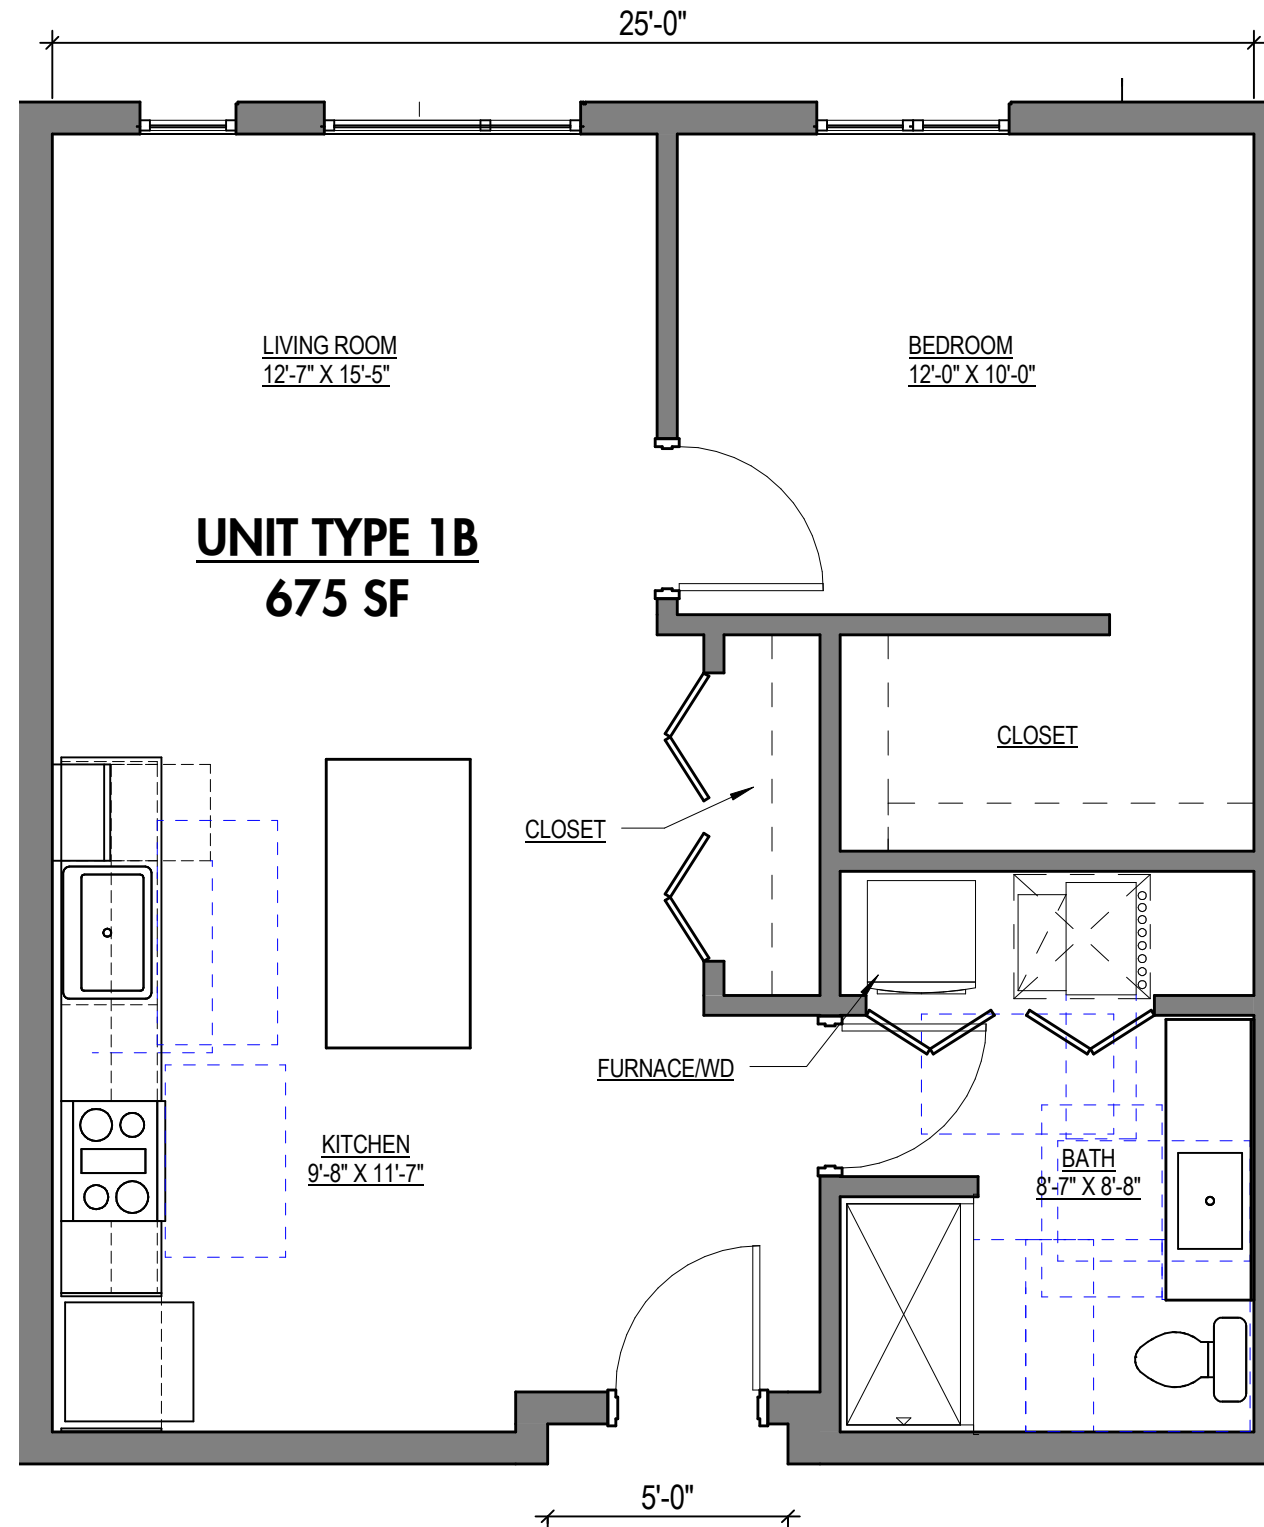 25'-0"
LIVING ROOM
12'-7" X 15'-5"
BEDROOM
12'-0" X 10'-0"
UNIT TYPE 1B
675 SF
CLOSET
CLOSET
FURNACE/WD
KITCHEN
9'-8" X 11'-7"
BATH
8'-7" X 8'-8"
5'-0"